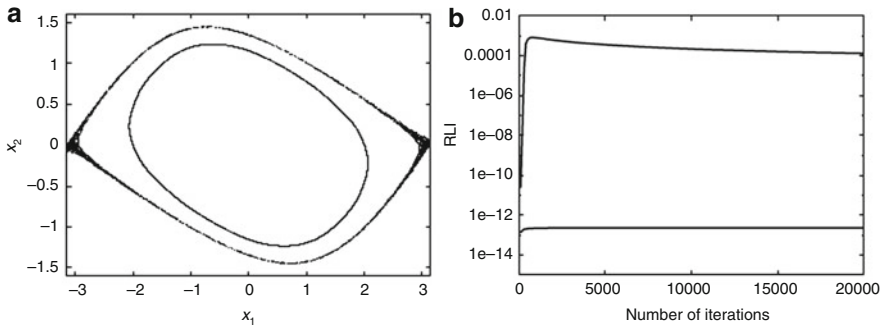 a
1.5
1
0.5
0
−0.5
−1
−1.5
x2
−3
−2
−1
0
1
2
3
x1
b
0.01
0.0001
1e−06
1e−08
1e−10
1e−12
1e−14
RLI
0
5000
10000
15000
20000
Number of iterations